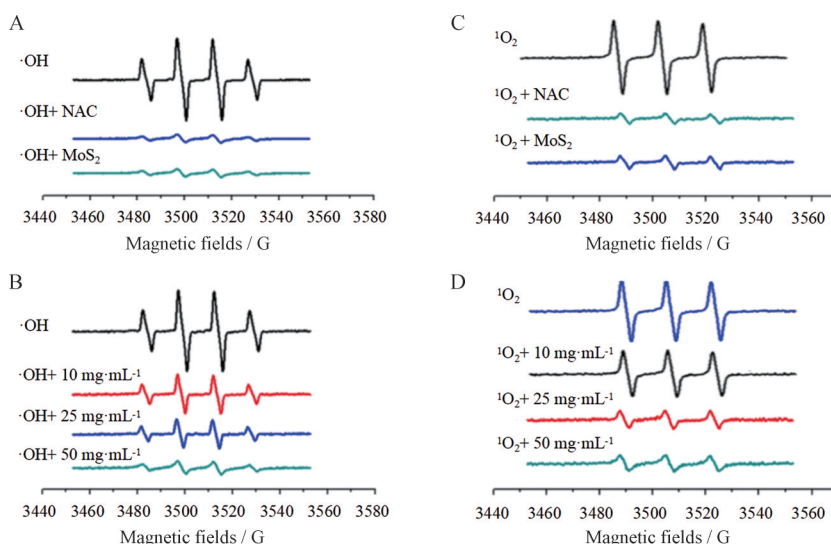 A
·OH
·OH+ NAC
·OH+ MoS₂
3440 3460 3480 3500 3520 3540 3560 3580
Magnetic fields / G
C
¹O₂
¹O₂ + NAC
¹O₂ + MoS₂
3440 3460 3480 3500 3520 3540 3560
Magnetic fields / G
B
·OH
·OH+ 10 mg·mL⁻¹
·OH+ 25 mg·mL⁻¹
·OH+ 50 mg·mL⁻¹
3440 3460 3480 3500 3520 3540 3560 3580
Magnetic fields / G
D
¹O₂
¹O₂+ 10 mg·mL⁻¹
¹O₂+ 25 mg·mL⁻¹
¹O₂+ 50 mg·mL⁻¹
3440 3460 3480 3500 3520 3540 3560
Magnetic fields / G